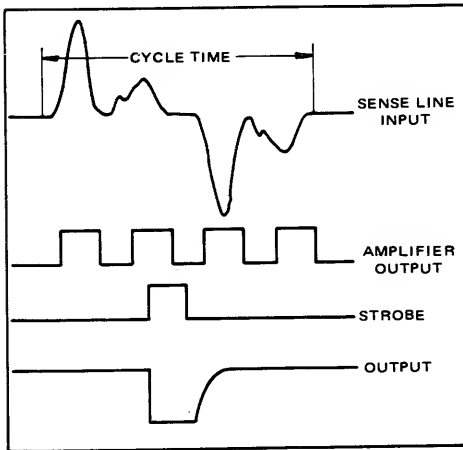 CYCLE TIME
SENSE LINE
INPUT
AMPLIFIER
OUTPUT
STROBE
OUTPUT